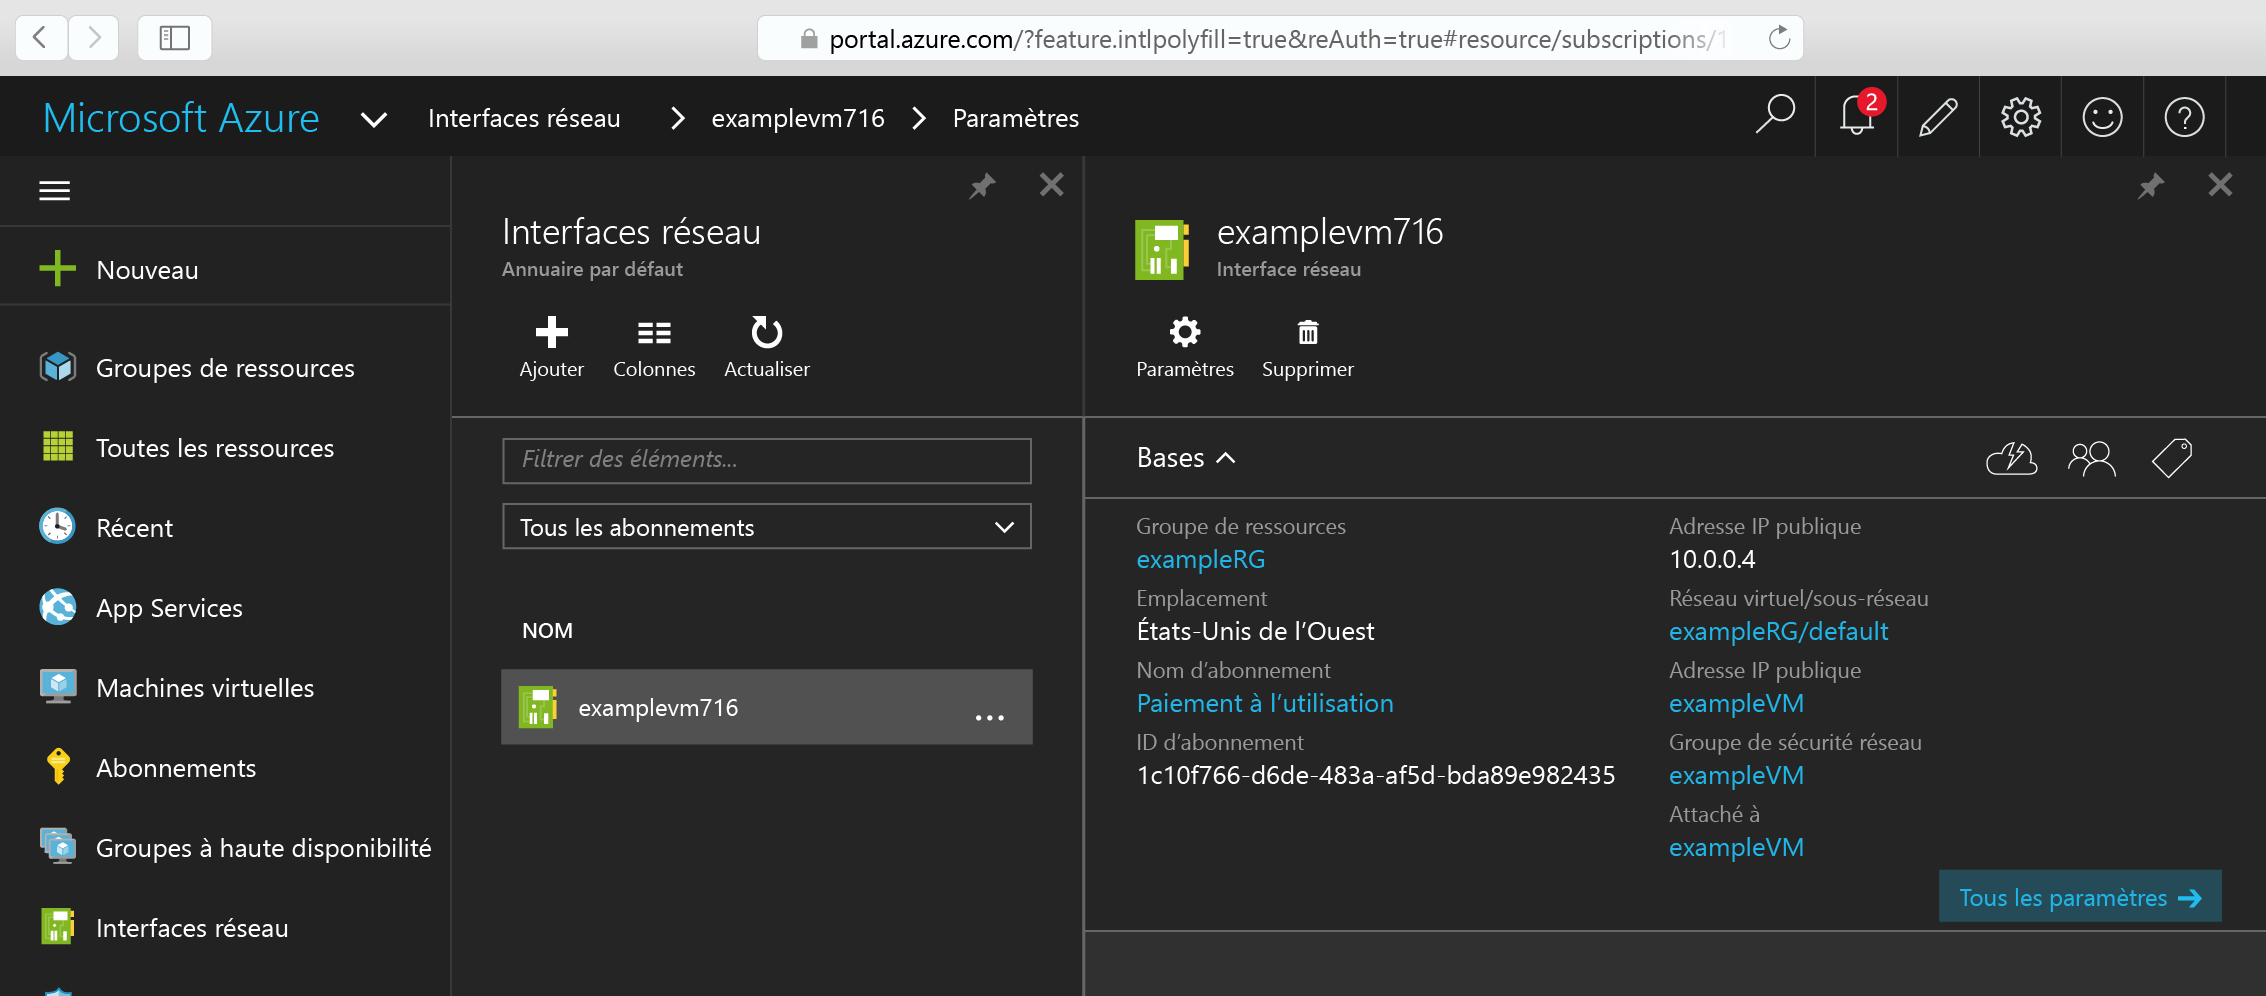 portal.azure.com/?feature.intlpolyfill=true&reAuth=true#resource/subscriptions/1
Microsoft Azure
Interfaces réseau
examplevm716
Paramètres
2
Nouveau
Groupes de ressources
Toutes les ressources
Récent
App Services
Machines virtuelles
Abonnements
Groupes à haute disponibilité
Interfaces réseau
Interfaces réseau
Annuaire par défaut
Ajouter
Colonnes
Actualiser
Filtrer des éléments...
Tous les abonnements
NOM
examplevm716
...
examplevm716
Interface réseau
Paramètres
Supprimer
Bases
Groupe de ressources
exampleRG
Emplacement
États-Unis de l’Ouest
Nom d’abonnement
Paiement à l’utilisation
ID d’abonnement
1c10f766-d6de-483a-af5d-bda89e982435
Adresse IP publique
10.0.0.4
Réseau virtuel/sous-réseau
exampleRG/default
Adresse IP publique
exampleVM
Groupe de sécurité réseau
exampleVM
Attaché à
exampleVM
Tous les paramètres